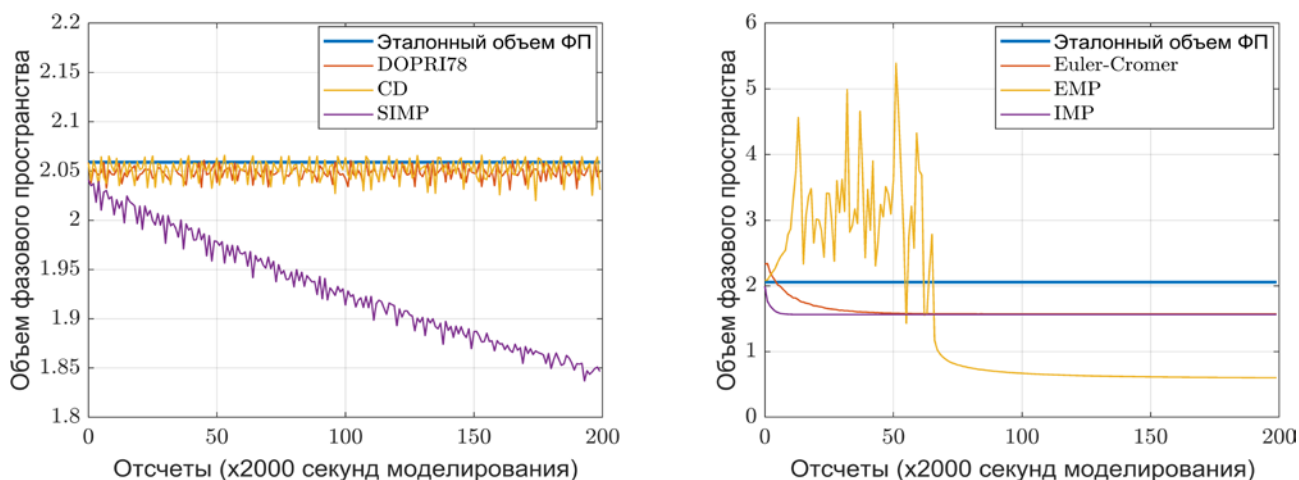 Объем фазового пространства
2.2
2.15
2.1
2.05
2
1.95
1.9
1.85
1.8
Эталонный объем ФП
DOPRI78
CD
SIMP
0 50 100 150 200
Отсчеты (x2000 секунд моделирования)
Объем фазового пространства
6
5
4
3
2
1
0
Эталонный объем ФП
Euler-Cromer
EMP
IMP
0 50 100 150 200
Отсчеты (x2000 секунд моделирования)